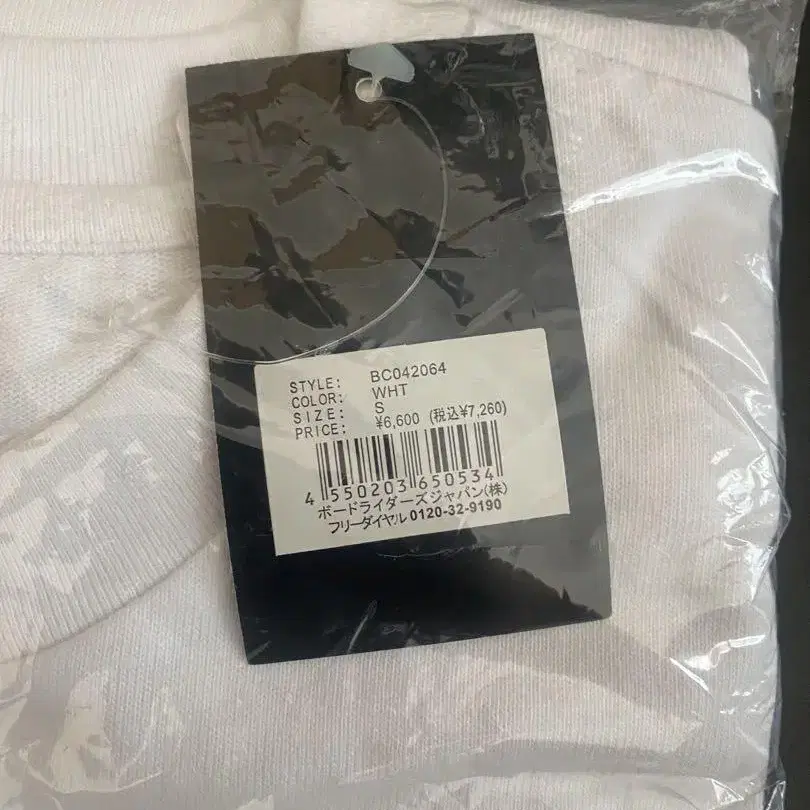 STYLE: BC042064
COLOR: WHT
SIZE: S
PRICE: ¥6,600 (税込¥7,260)
4 550203 650534
ボードライダーズジャパン(株)
フリーダイヤル 0120-32-9190